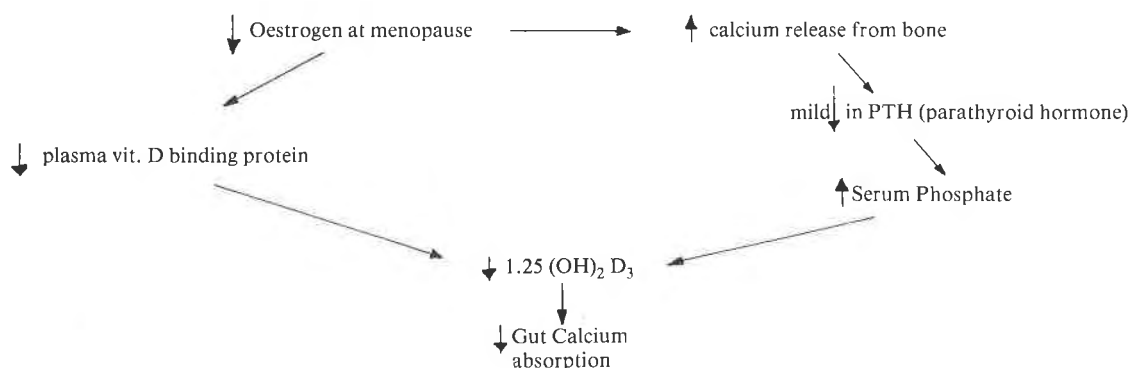 ↓ Oestrogen at menopause → ↑ calcium release from bone
mild ↓ in PTH (parathyroid hormone)
↓ plasma vit. D binding protein
↑ Serum Phosphate
↓ 1.25 (OH)₂ D₃
↓ Gut Calcium
absorption